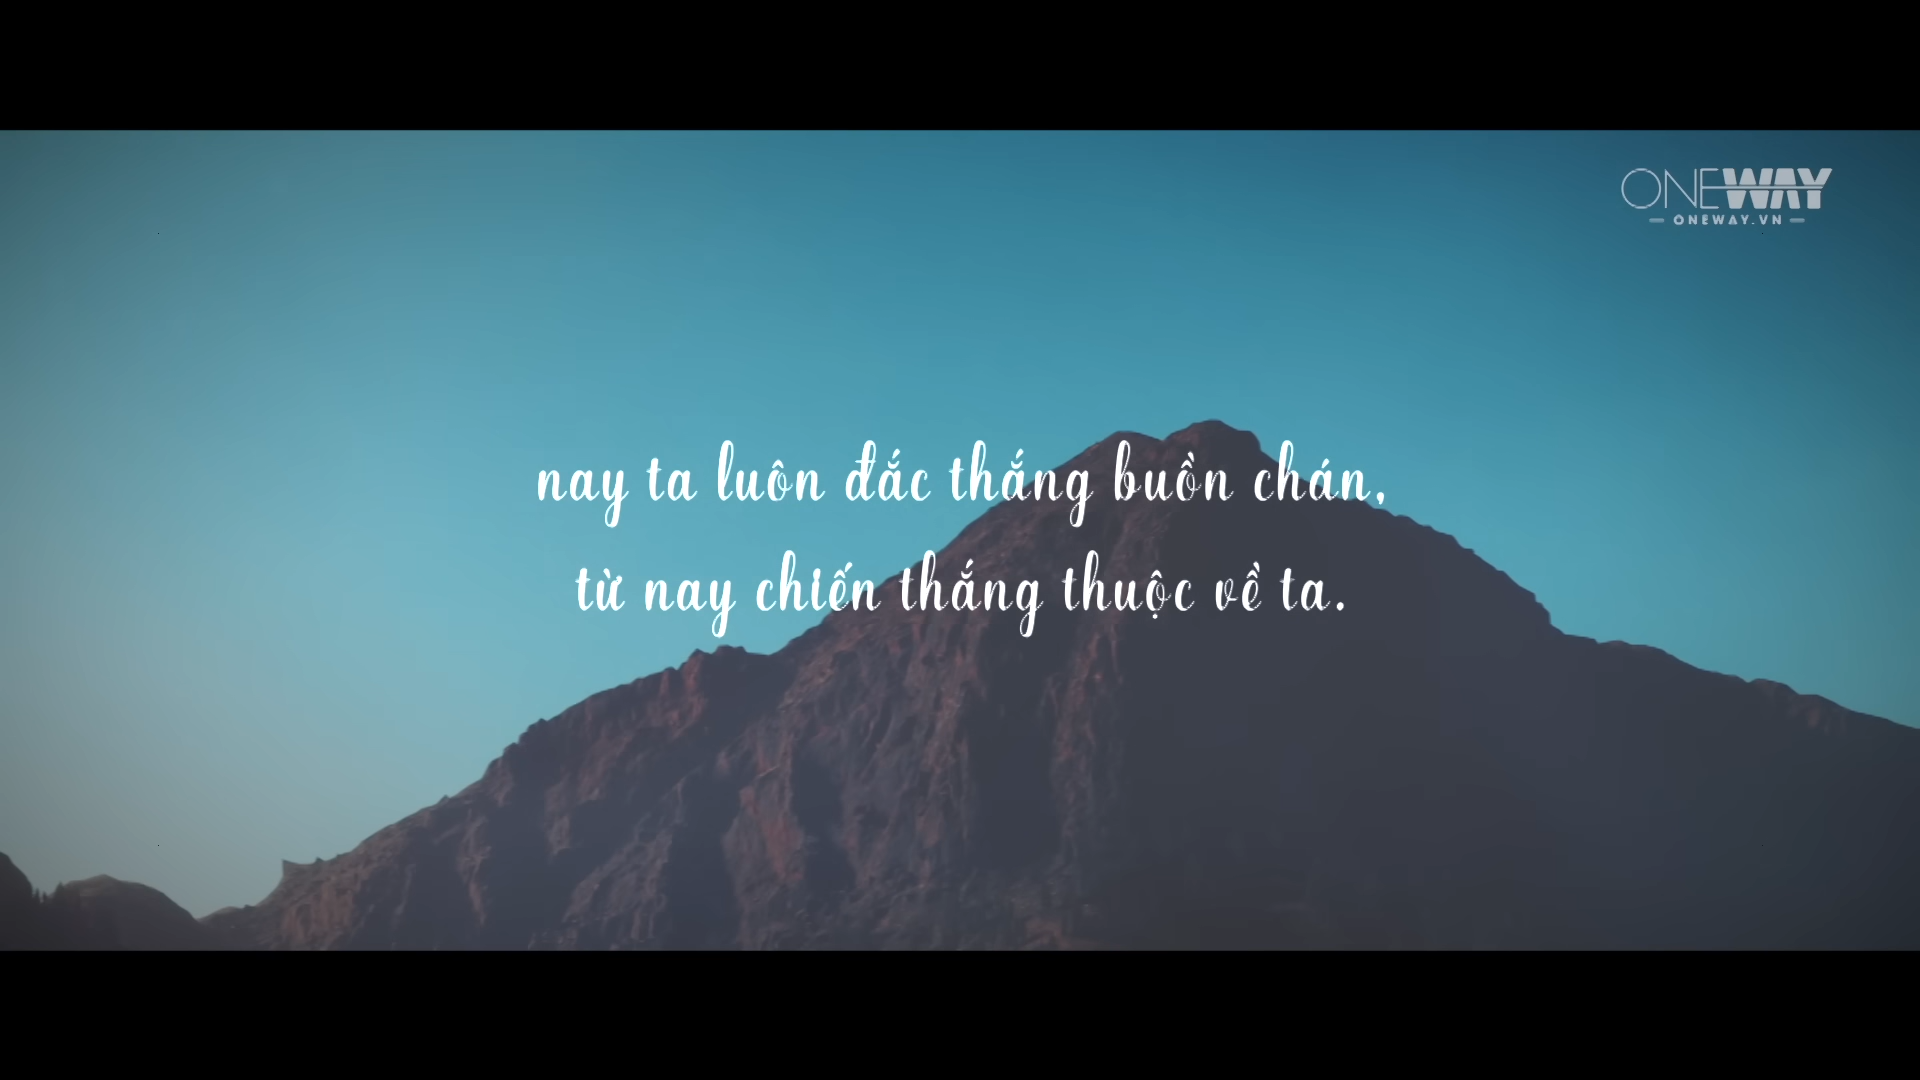 ONEWAY
ONEWAY.VN
nay ta luôn đắc thắng buồn chán,
từ nay chiến thắng thuộc về ta.